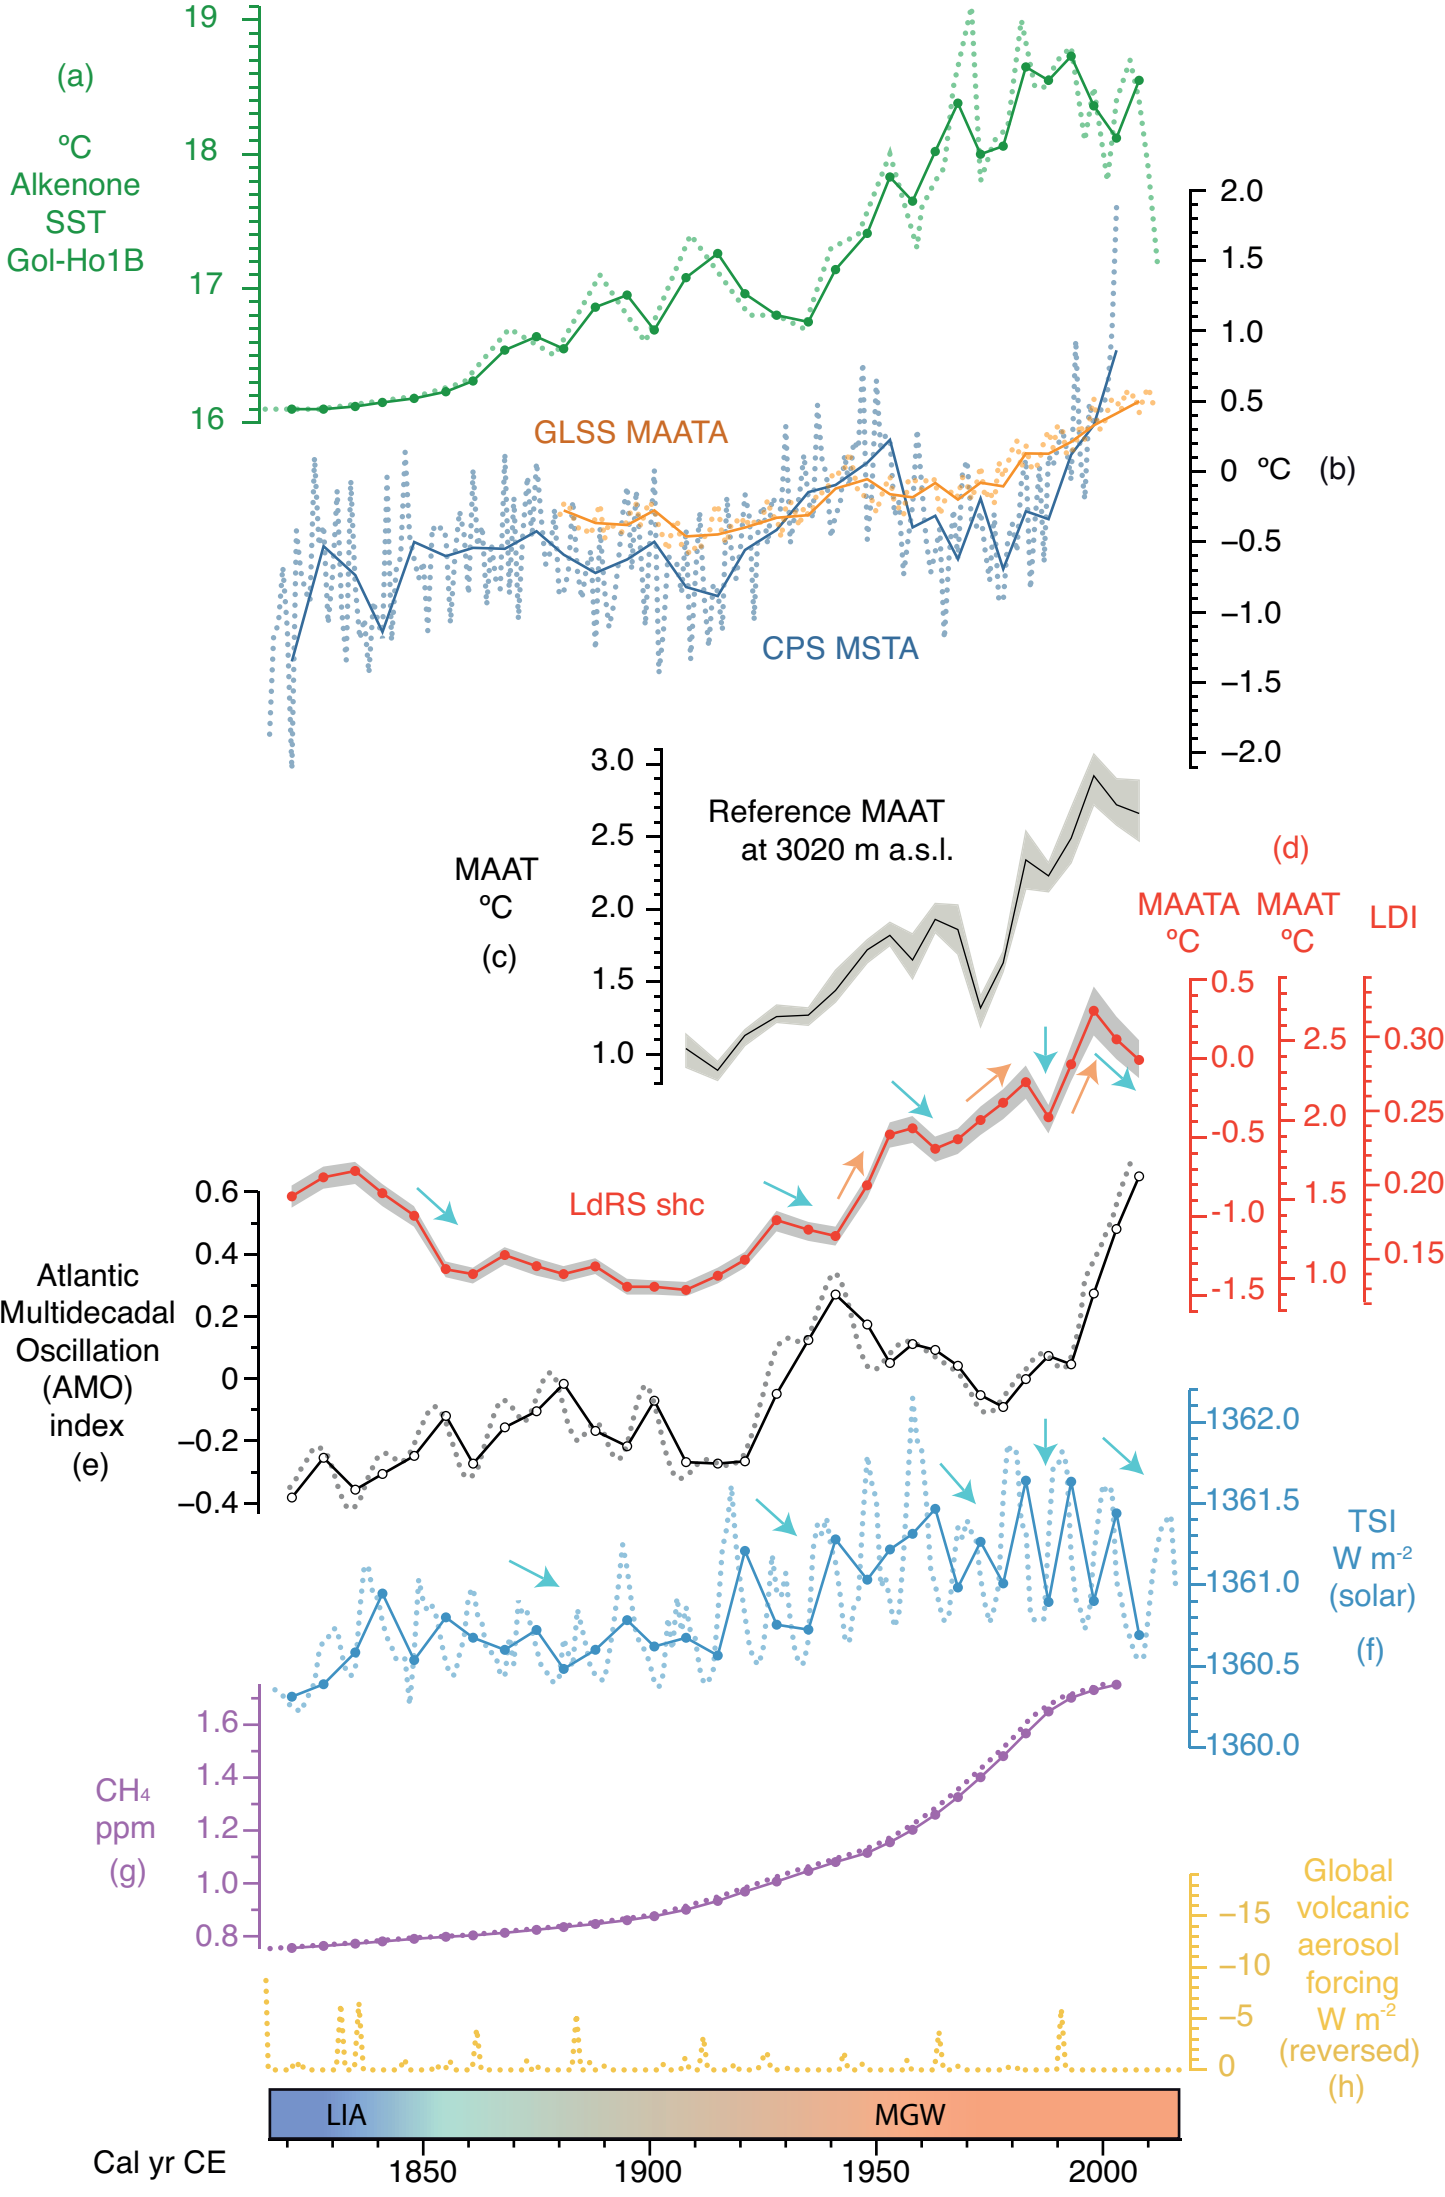 19
(a)
18
ºC
Alkenone
SST
Gol-Ho1B
17
16
2.0
1.5
1.0
0.5
0 ºC (b)
−0.5
−1.0
−1.5
−2.0
GLSS MAATA
CPS MSTA
3.0
2.5
2.0
1.5
1.0
MAAT
ºC
(c)
Reference MAAT
at 3020 m a.s.l.
(d)
MAATA MAAT LDI
ºC ºC
0.5
0.0
-0.5
-1.0
-1.5
2.5
2.0
1.5
1.0
0.30
0.25
0.20
0.15
LdRS shc
0.6
0.4
0.2
0
−0.2
−0.4
Atlantic
Multidecadal
Oscillation
(AMO)
index
(e)
1362.0
1361.5
1361.0
1360.5
1360.0
TSI
W m-2
(solar)
(f)
1.6
1.4
1.2
1.0
0.8
CH4
ppm
(g)
−15
−10
−5
0
Global
volcanic
aerosol
forcing
W m-2
(reversed)
(h)
LIA MGW
Cal yr CE 1850 1900 1950 2000